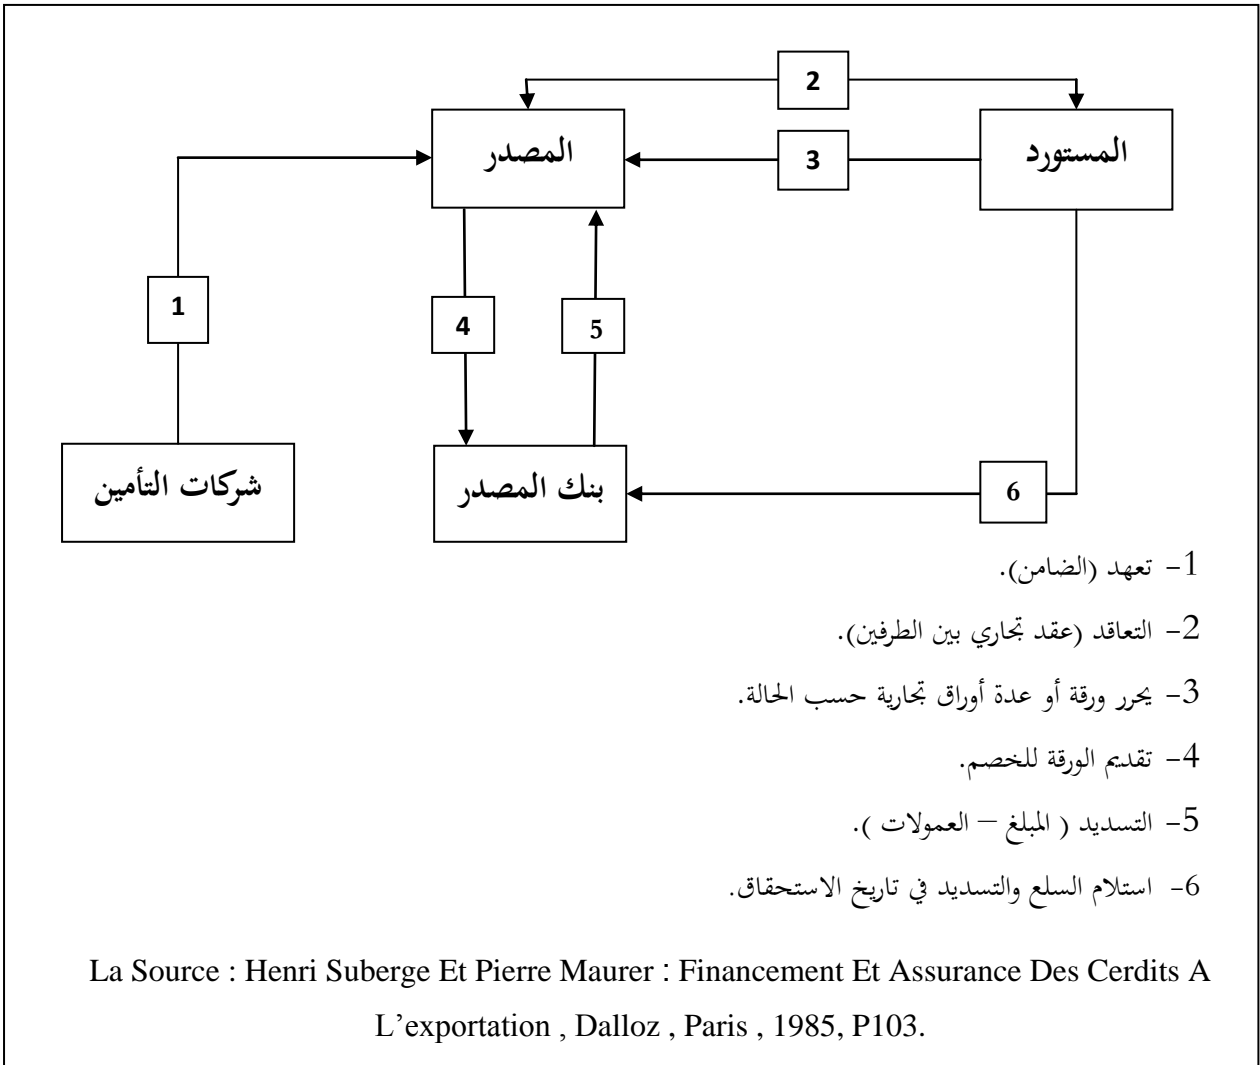 2
المصدر
3
المستورد
1
4
5
شركات التأمين
بنك المصدر
6
1- تعهد (الضامن).
2- التعاقد (عقد تجاري بين الطرفين).
3- يحرر ورقة أو عدة أوراق تجارية حسب الحالة.
4- تقديم الورقة للخصم.
5- التسديد ( المبلغ – العمولات ).
6- استلام السلع والتسديد في تاريخ الاستحقاق.
La Source : Henri Suberge Et Pierre Maurer : Financement Et Assurance Des Cerdits A
L’exportation , Dalloz , Paris , 1985, P103.